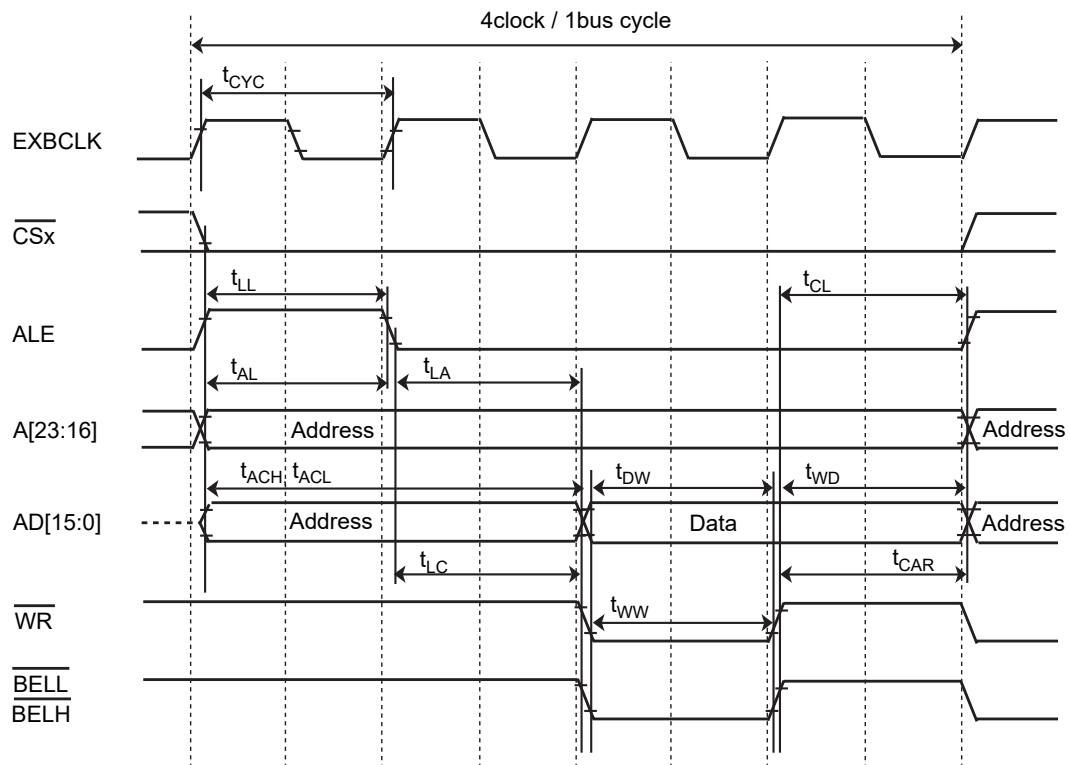 4clock / 1bus cycle
tCYC
EXBCLK
CSx
tLL
tCL
ALE
tAL
tLA
A[23:16]
Address
Address
tACH, tACL
tDW
tWD
AD[15:0]
Address
Data
Address
tLC
tCAR
WR
tWW
BELL
BELH